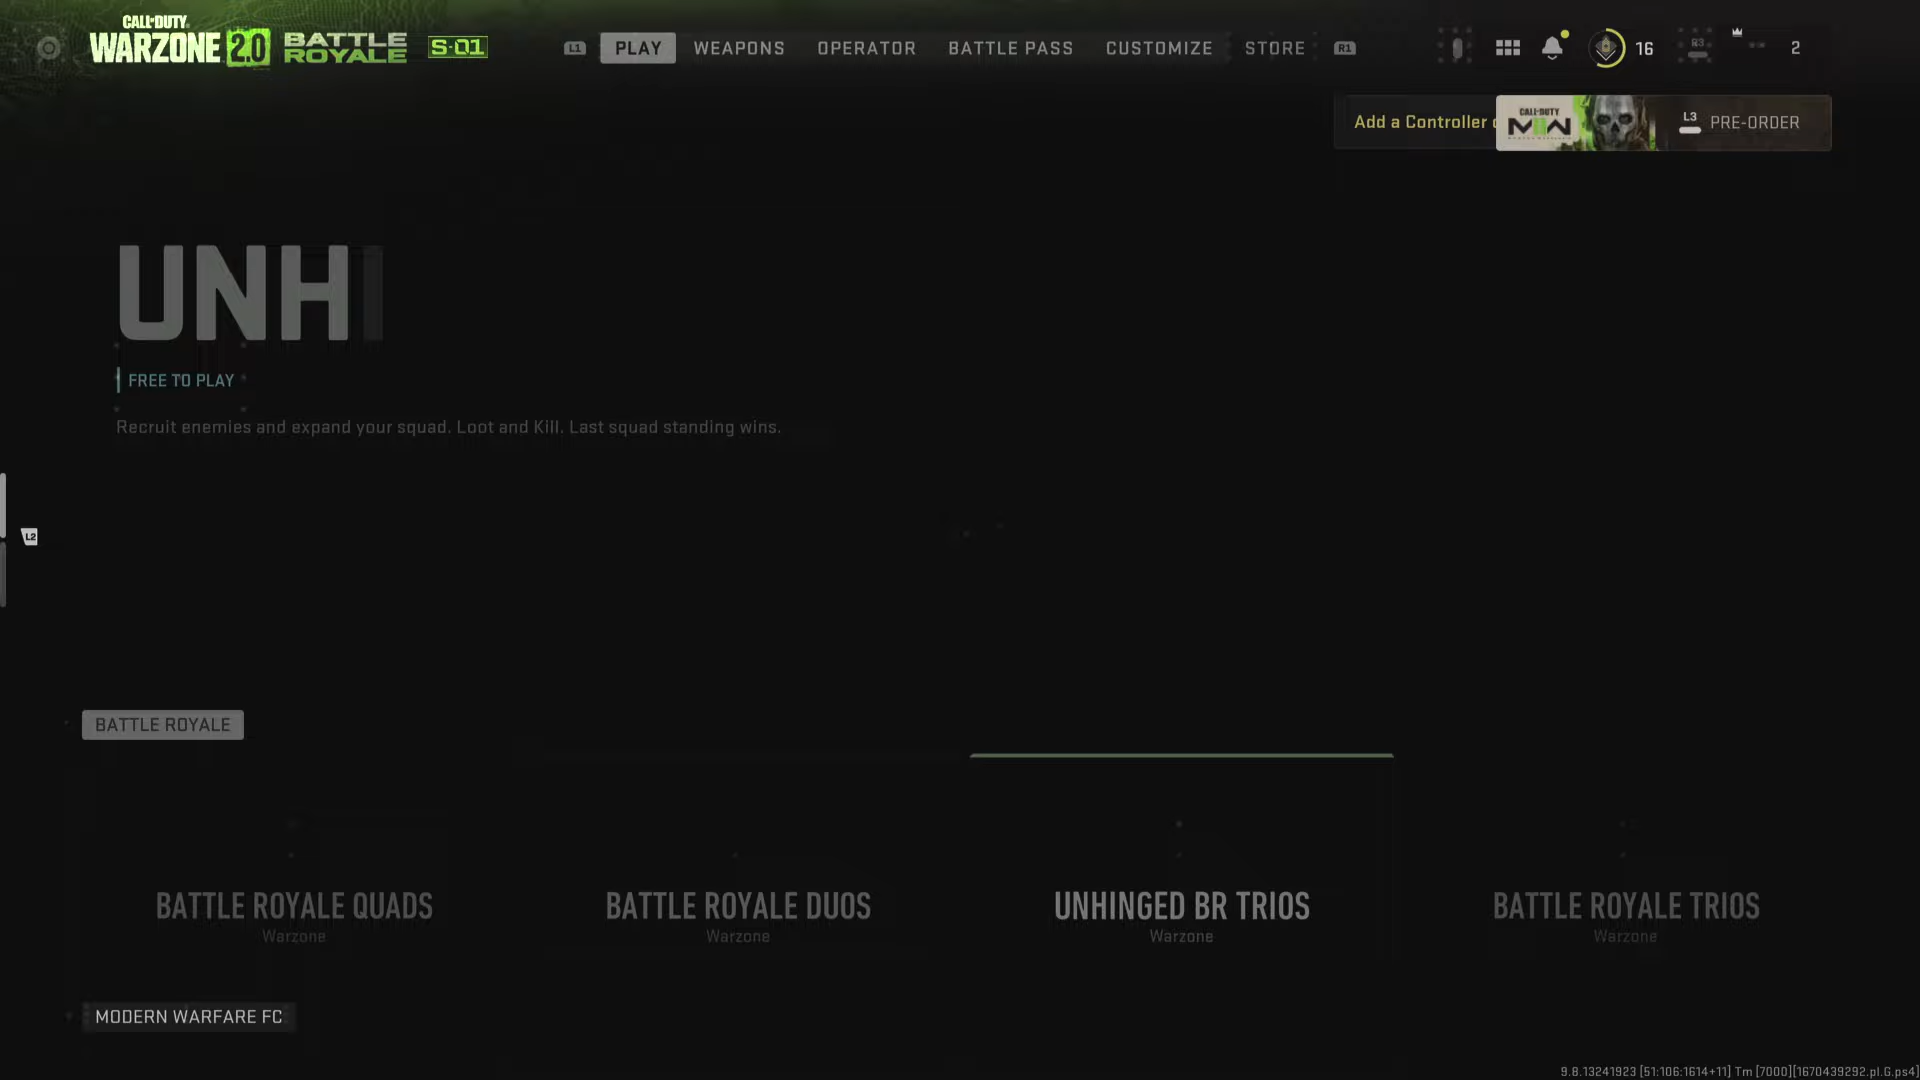 CALL OF DUTY
WARZONE 2.0 BATTLE ROYALE S-01
L1 PLAY WEAPONS OPERATOR BATTLE PASS CUSTOMIZE STORE R1
16 R3 2
Add a Controller
CALL OF DUTY MWII L3 PRE-ORDER
UNHI
FREE TO PLAY
Recruit enemies and expand your squad. Loot and Kill. Last squad standing wins.
L2
BATTLE ROYALE
BATTLE ROYALE QUADS
Warzone
BATTLE ROYALE DUOS
Warzone
UNHINGED BR TRIOS
Warzone
BATTLE ROYALE TRIOS
Warzone
MODERN WARFARE FC
9.8.13241923 [51:106:1614+11] Tm [7000][1670439292.pl.G.ps4]